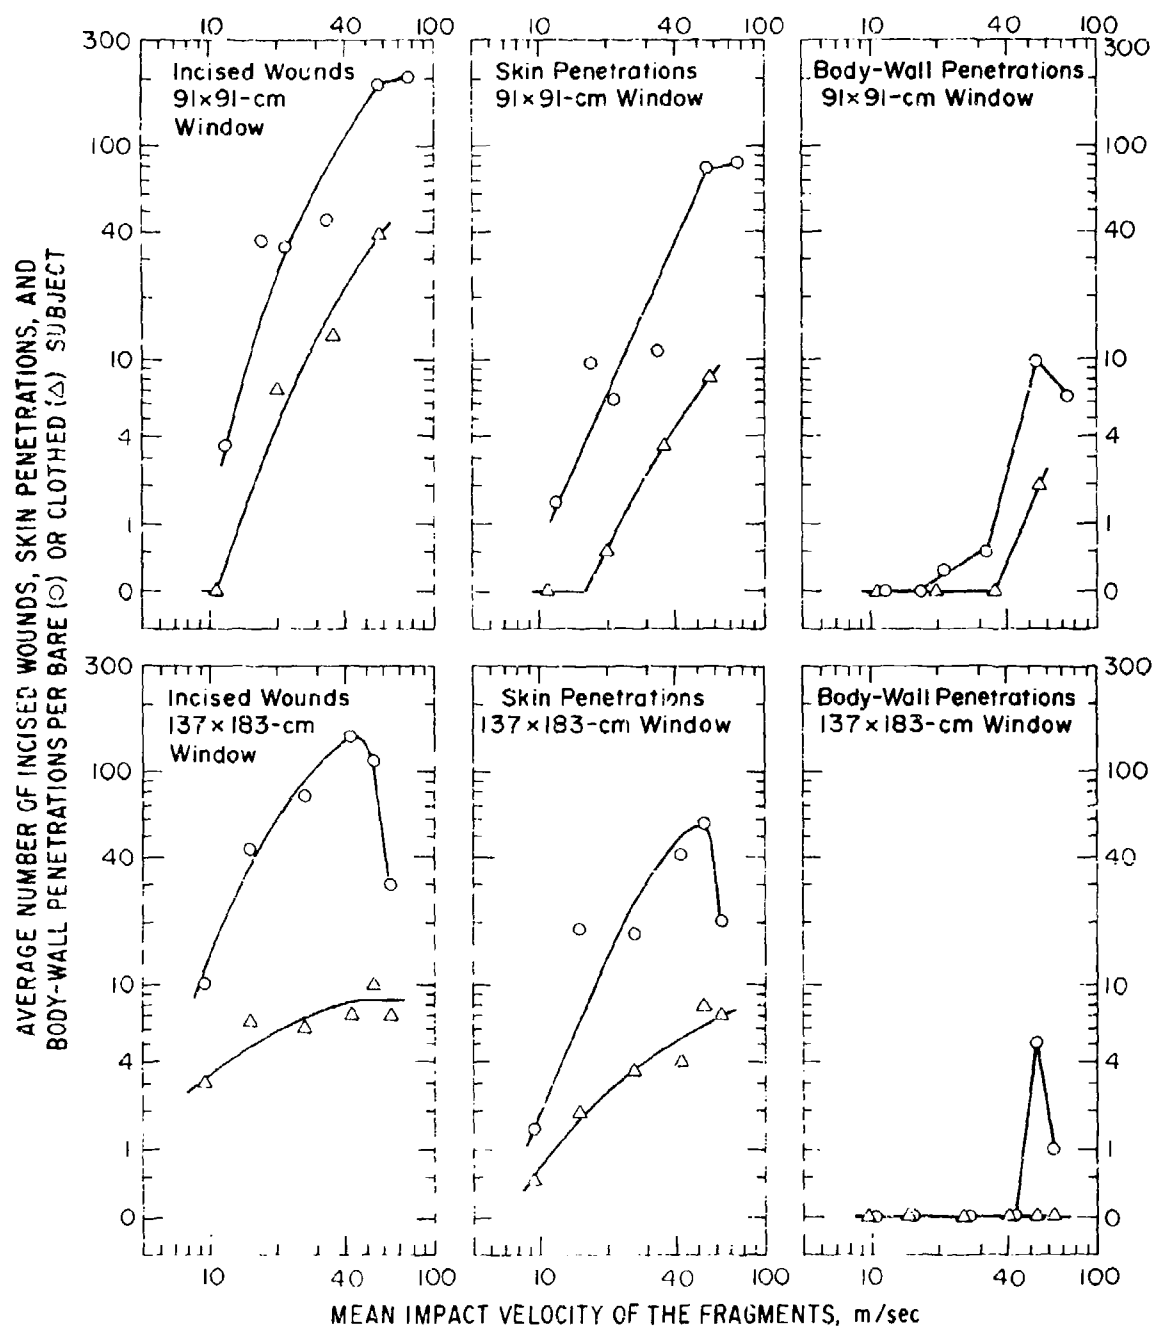 10 40 100 10 40 100 10 40 100
300 300
Incised Wounds
91×91-cm
Window
Skin Penetrations
91×91-cm Window
Body-Wall Penetrations
91×91-cm Window
100 100
40 40
10 10
4 4
1 1
0 0
300 300
Incised Wounds
137×183-cm
Window
Skin Penetrations
137×183-cm Window
Body-Wall Penetrations
137×183-cm Window
100 100
40 40
10 10
4 4
1 1
0 0
10 40 100 10 40 100 10 40 100
MEAN IMPACT VELOCITY OF THE FRAGMENTS, m/sec
AVERAGE NUMBER OF INCISED WOUNDS, SKIN PENETRATIONS, AND
BODY-WALL PENETRATIONS PER BARE (○) OR CLOTHED (△) SUBJECT